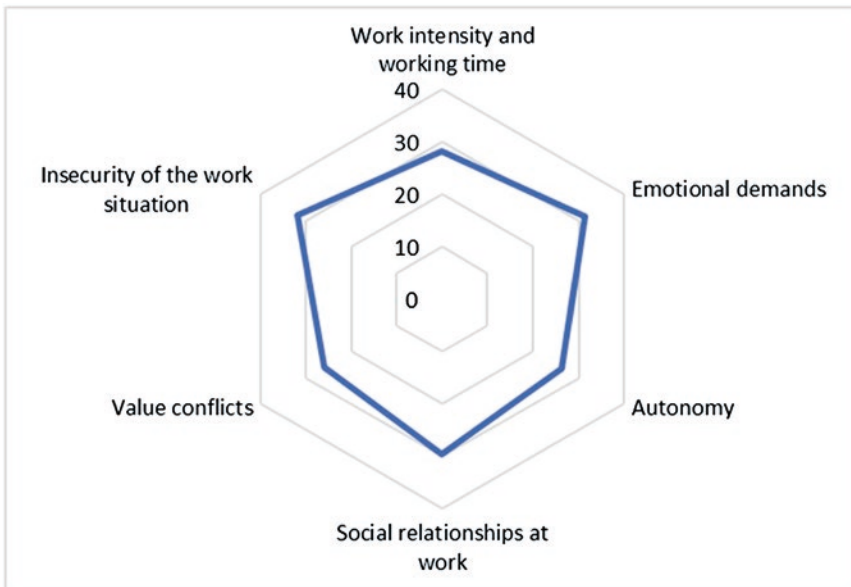 Work intensity and
working time
40
30
20
10
0
Emotional demands
Autonomy
Social relationships at
work
Value conflicts
Insecurity of the work
situation